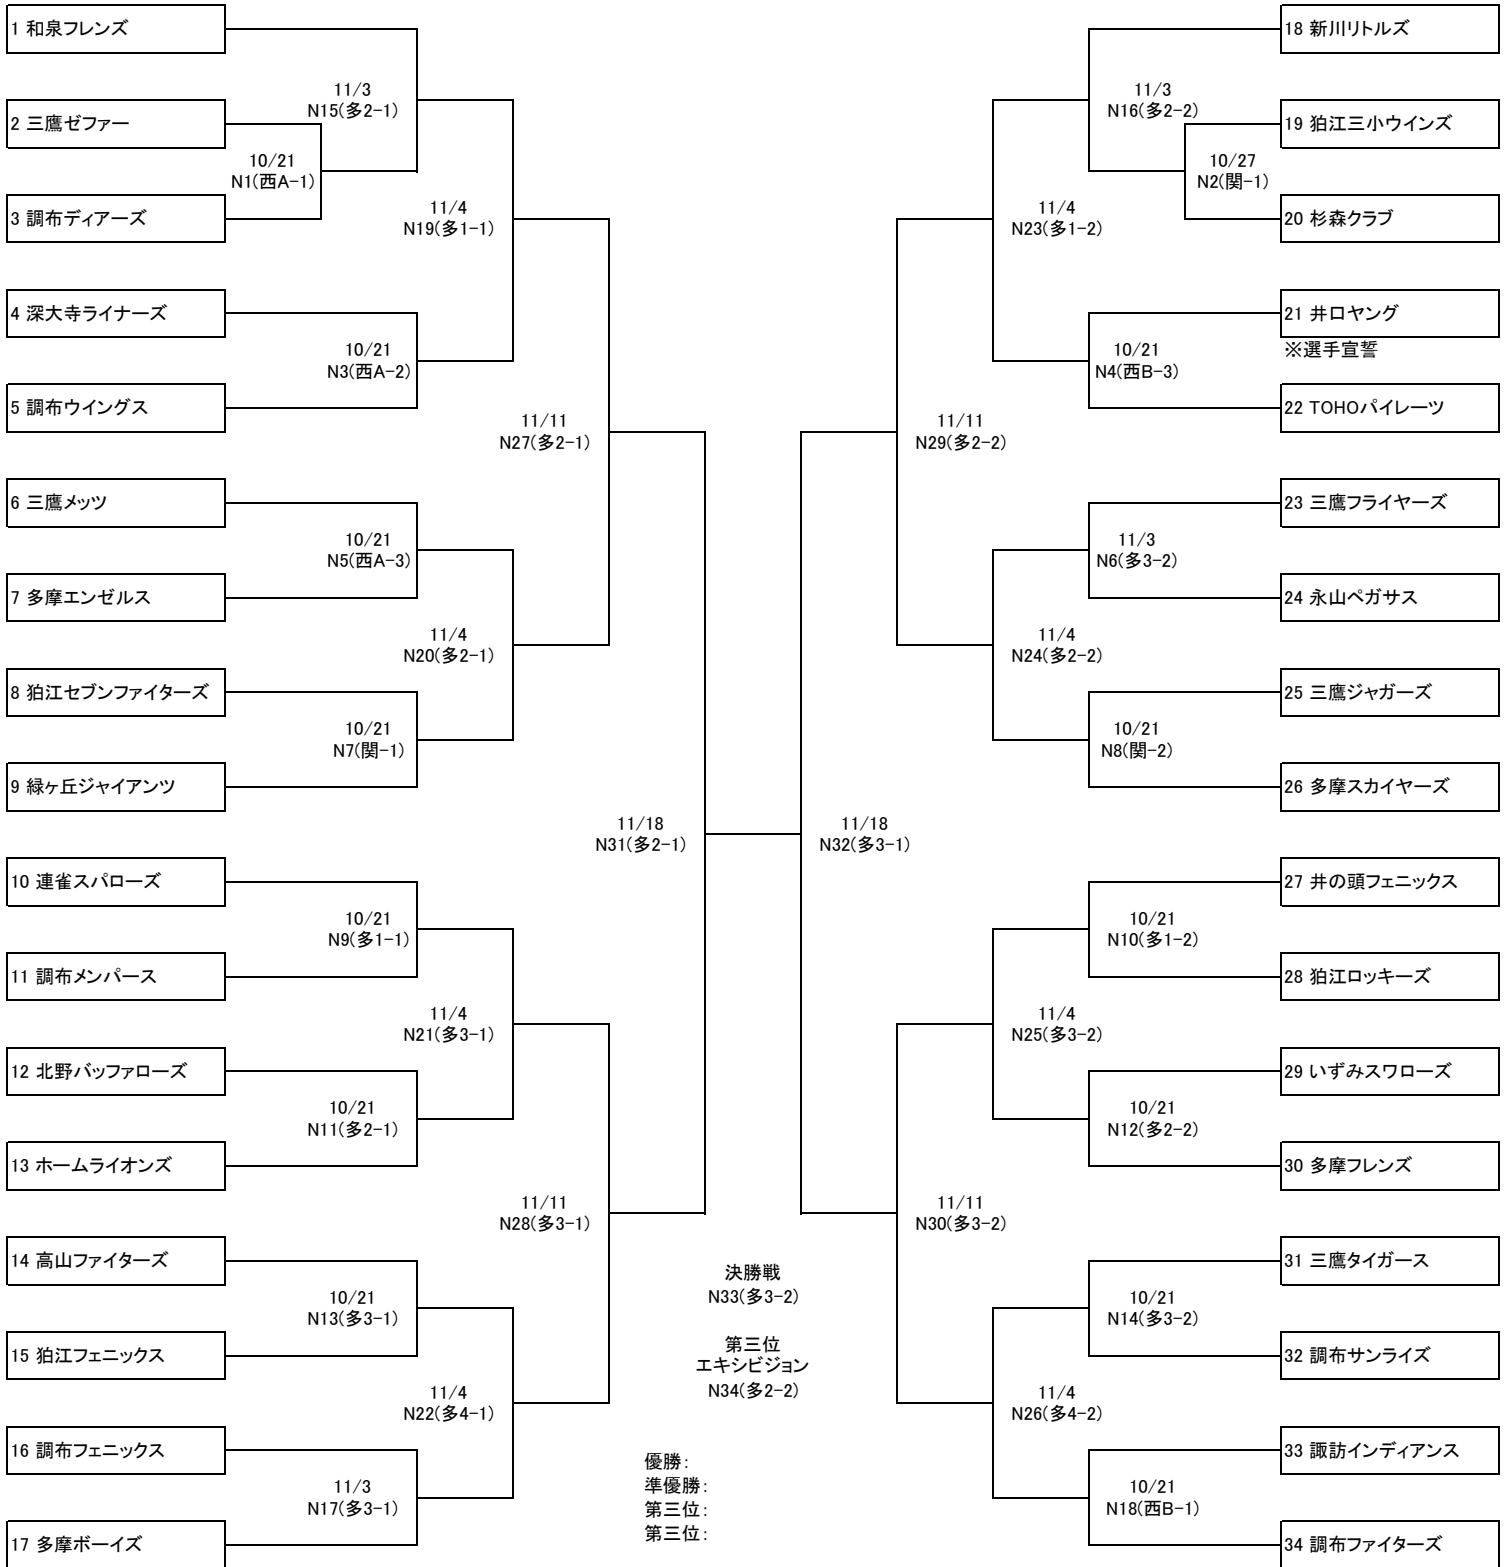 1 和泉フレンズ
11/3
N15(多2-1)
2 三鷹ゼファー
10/21
N1(西A-1)
3 調布ディアーズ
11/4
N19(多1-1)
4 深大寺ライナーズ
10/21
N3(西A-2)
5 調布ウイングス
11/11
N27(多2-1)
6 三鷹メッツ
10/21
N5(西A-3)
7 多摩エンゼルス
11/4
N20(多2-1)
8 狛江セブンファイターズ
10/21
N7(関-1)
9 緑ヶ丘ジャイアンツ
11/18
N31(多2-1)
10 連雀スパローズ
10/21
N9(多1-1)
11 調布メンパース
11/4
N21(多3-1)
12 北野バッファローズ
10/21
N11(多2-1)
13 ホームライオンズ
11/11
N28(多3-1)
14 高山ファイターズ
10/21
N13(多3-1)
15 狛江フェニックス
11/4
N22(多4-1)
16 調布フェニックス
11/3
N17(多3-1)
17 多摩ボーイズ
決勝戦
N33(多3-2)
第三位
エキシビジョン
N34(多2-2)
優勝:
準優勝:
第三位:
第三位:
18 新川リトルズ
11/3
N16(多2-2)
19 狛江三小ウインズ
10/27
N2(関-1)
20 杉森クラブ
11/4
N23(多1-2)
21 井口ヤング
※選手宣誓
10/21
N4(西B-3)
22 TOHOパイレーツ
11/11
N29(多2-2)
23 三鷹フライヤーズ
11/3
N6(多3-2)
24 永山ペガサス
11/4
N24(多2-2)
25 三鷹ジャガーズ
10/21
N8(関-2)
26 多摩スカイヤーズ
11/18
N32(多3-1)
27 井の頭フェニックス
10/21
N10(多1-2)
28 狛江ロッキーズ
11/4
N25(多3-2)
29 いずみスワローズ
10/21
N12(多2-2)
30 多摩フレンズ
11/11
N30(多3-2)
31 三鷹タイガース
10/21
N14(多3-2)
32 調布サンライズ
11/4
N26(多4-2)
33 諏訪インディアンス
10/21
N18(西B-1)
34 調布ファイターズ